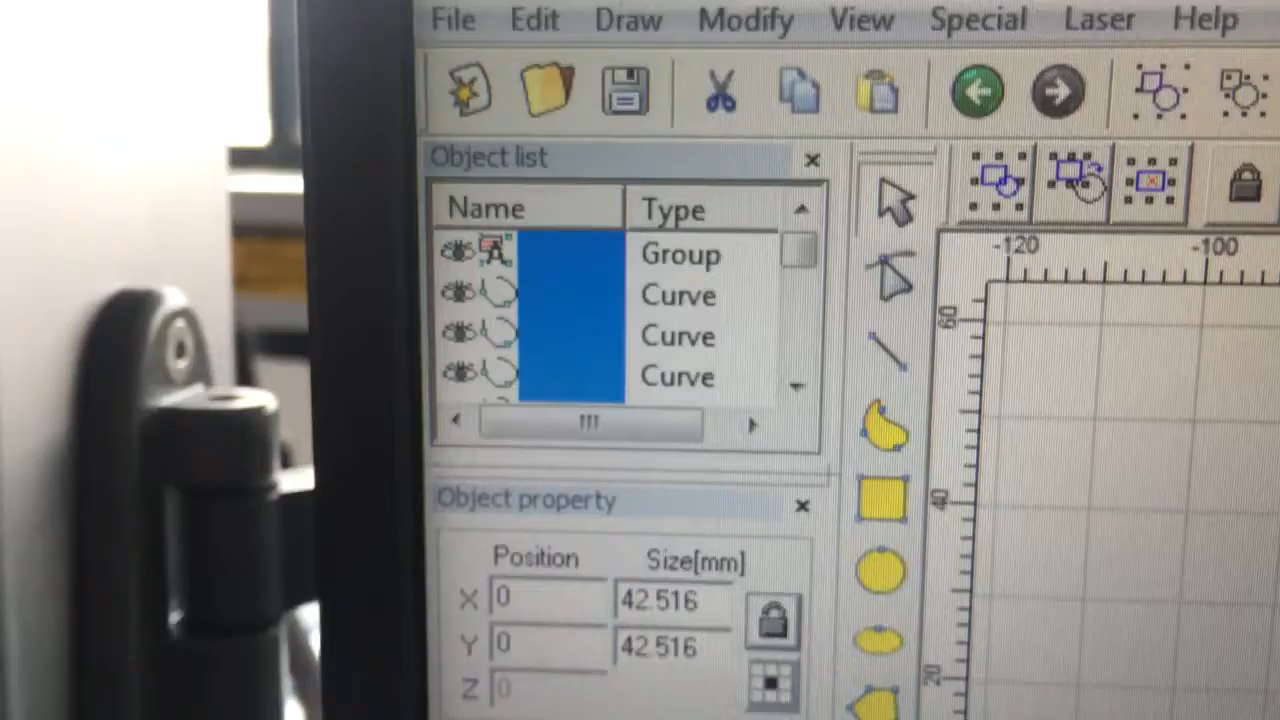 File Edit Draw Modify View Special Laser Help
Object list
Name Type
Group
Curve
Curve
Curve
Object property
Position Size[mm]
X 0 42.516
Y 0 42.516
Z 0
-120 -100
60
40
20